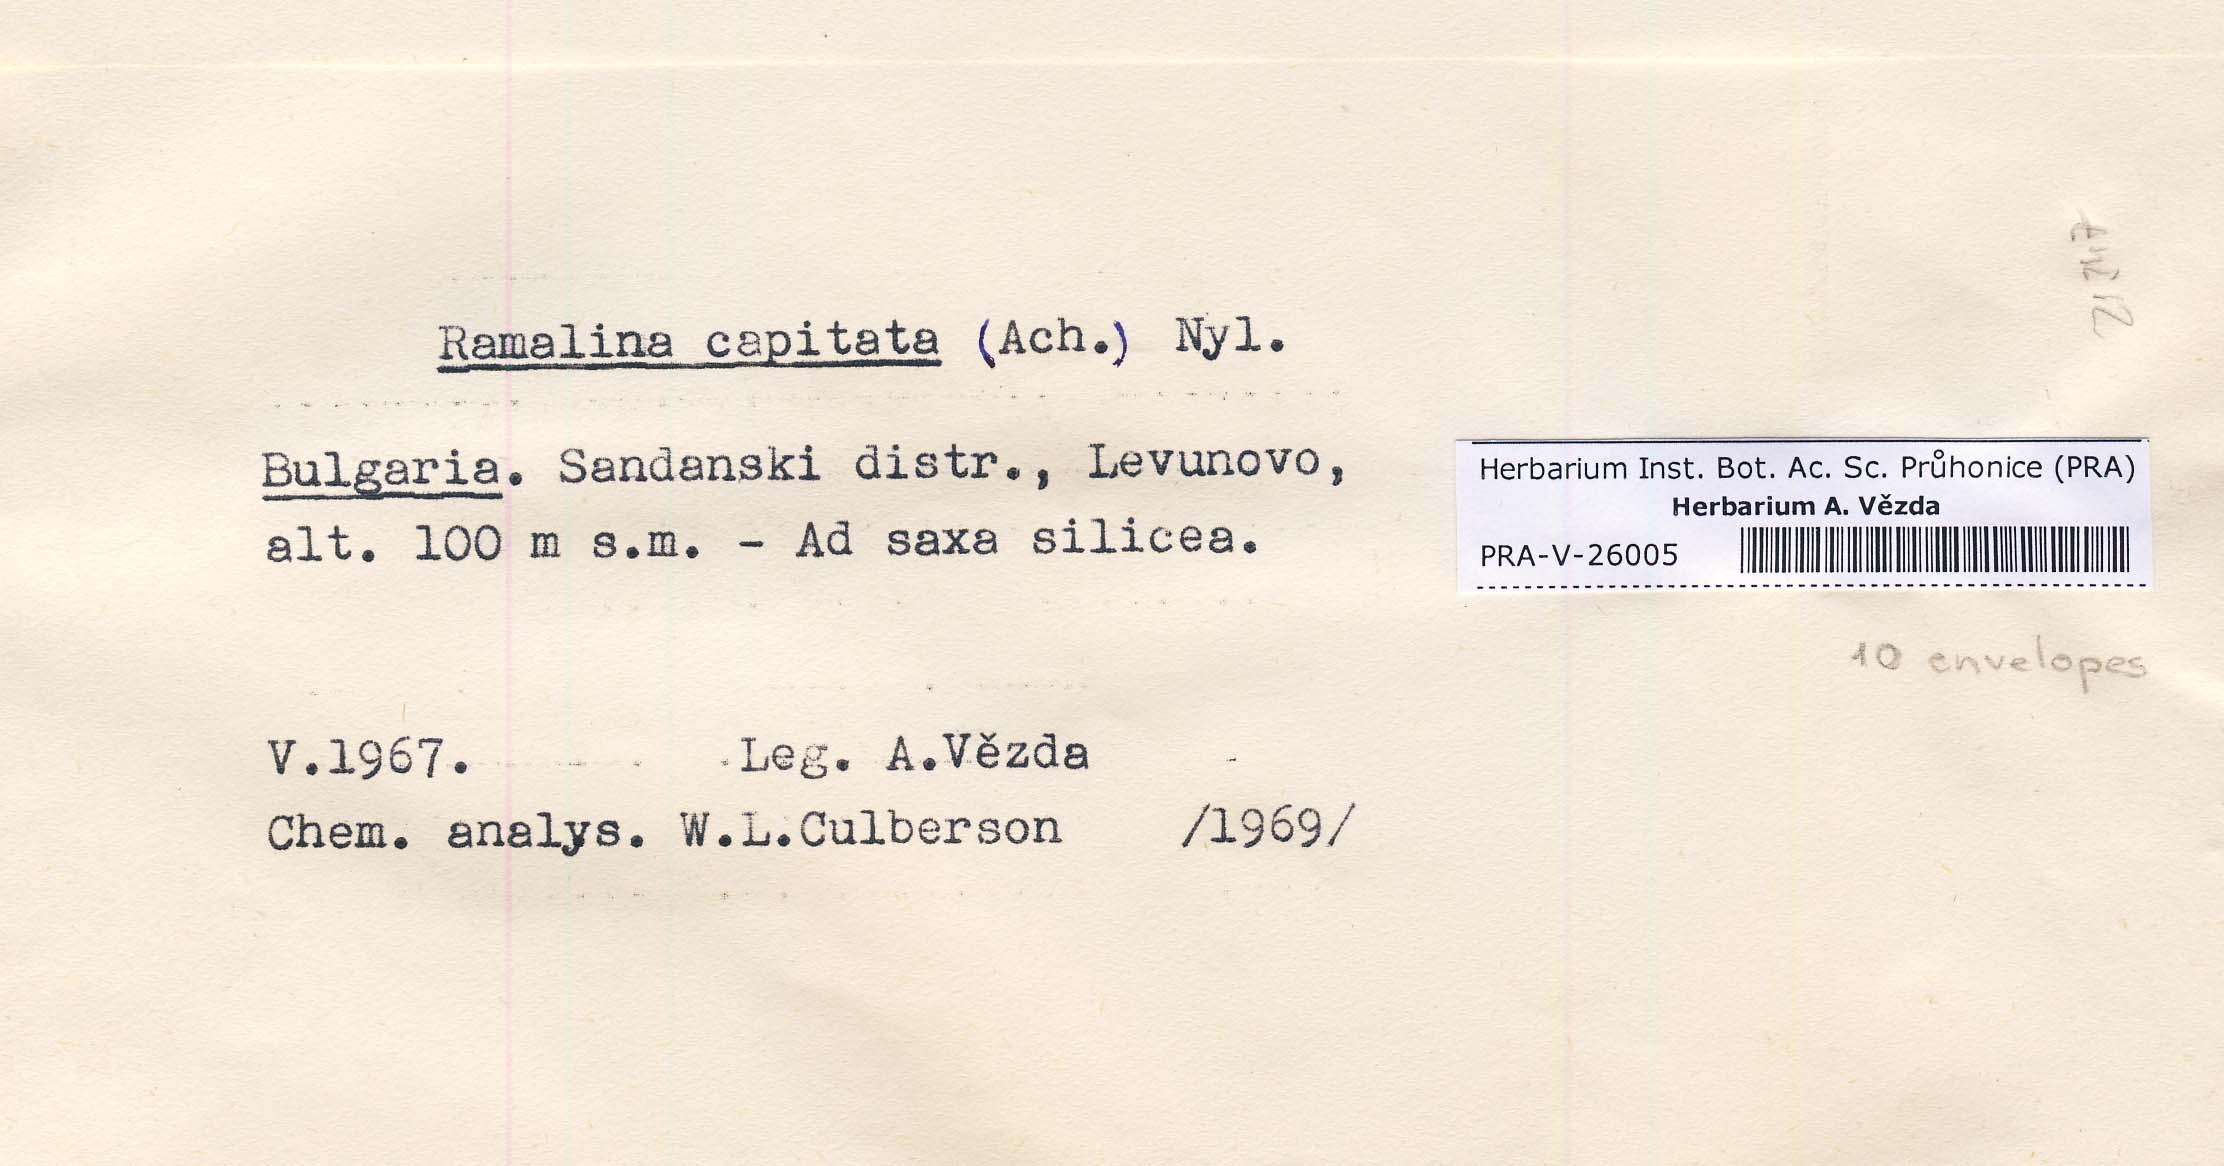 Ramalina capitata (Ach.) Nyl.
Bulgaria. Sandanski distr., Levunovo,
alt. 100 m s.m. - Ad saxa silicea.
V.1967. Leg. A.Vězda
Chem. analys. W.L.Culberson /1969/
Herbarium Inst. Bot. Ac. Sc. Průhonice (PRA)
Herbarium A. Vězda
PRA-V-26005
10 envelopes